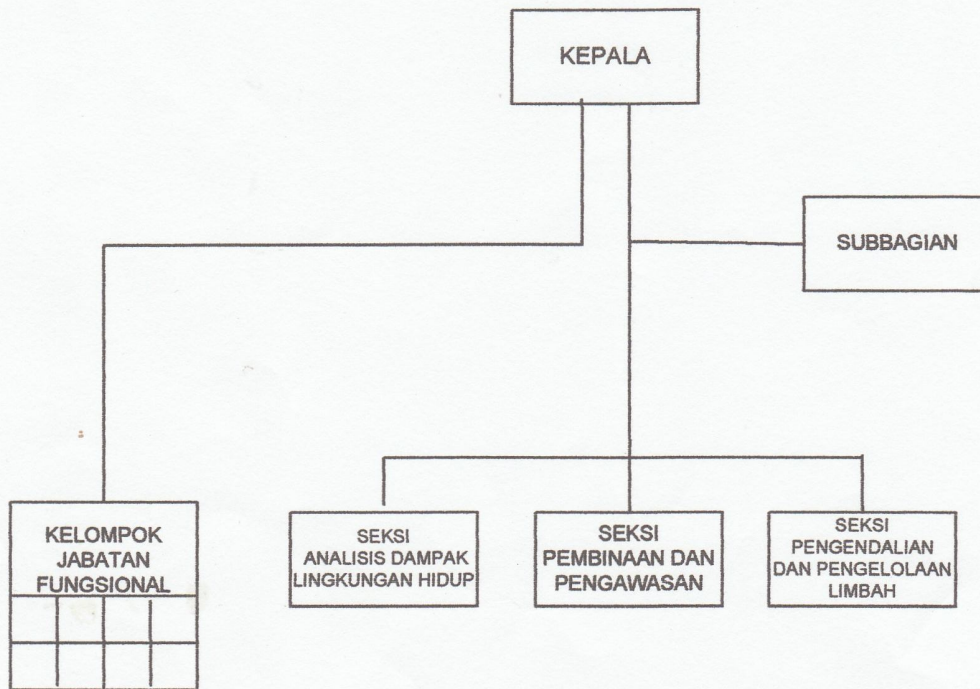 KEPALA
SUBBAGIAN
KELOMPOK
JABATAN
FUNGSIONAL
SEKSI
ANALISIS DAMPAK
LINGKUNGAN HIDUP
SEKSI
PEMBINAAN DAN
PENGAWASAN
SEKSI
PENGENDALIAN
DAN PENGELOLAAN
LIMBAH